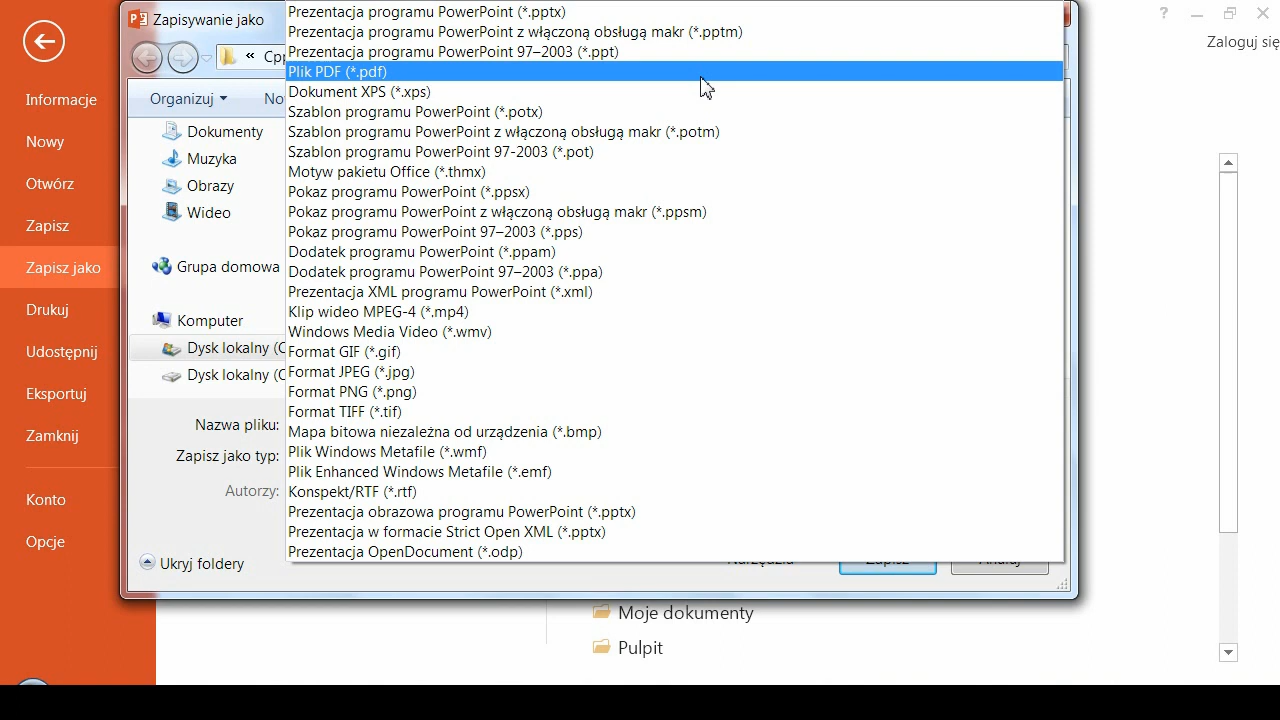 Zapisywanie jako
?
Zaloguj się
Informacje
Nowy
Otwórz
Zapisz
Zapisz jako
Drukuj
Udostępnij
Eksportuj
Zamknij
Konto
Opcje
«
Organizuj
Dokumenty
Muzyka
Obrazy
Wideo
Grupa domowa
Komputer
Dysk lokalny (C
Dysk lokalny (
Nazwa pliku:
Zapisz jako typ:
Autorzy:
Ukryj foldery
Prezentacja programu PowerPoint (*.pptx)
Prezentacja programu PowerPoint z włączoną obsługą makr (*.pptm)
Prezentacja programu PowerPoint 97–2003 (*.ppt)
Plik PDF (*.pdf)
Dokument XPS (*.xps)
Szablon programu PowerPoint (*.potx)
Szablon programu PowerPoint z włączoną obsługą makr (*.potm)
Szablon programu PowerPoint 97-2003 (*.pot)
Motyw pakietu Office (*.thmx)
Pokaz programu PowerPoint (*.ppsx)
Pokaz programu PowerPoint z włączoną obsługą makr (*.ppsm)
Pokaz programu PowerPoint 97–2003 (*.pps)
Dodatek programu PowerPoint (*.ppam)
Dodatek programu PowerPoint 97–2003 (*.ppa)
Prezentacja XML programu PowerPoint (*.xml)
Klip wideo MPEG-4 (*.mp4)
Windows Media Video (*.wmv)
Format GIF (*.gif)
Format JPEG (*.jpg)
Format PNG (*.png)
Format TIFF (*.tif)
Mapa bitowa niezależna od urządzenia (*.bmp)
Plik Windows Metafile (*.wmf)
Plik Enhanced Windows Metafile (*.emf)
Konspekt/RTF (*.rtf)
Prezentacja obrazowa programu PowerPoint (*.pptx)
Prezentacja w formacie Strict Open XML (*.pptx)
Prezentacja OpenDocument (*.odp)
Narzędzia
Zapisz
Anuluj
Moje dokumenty
Pulpit